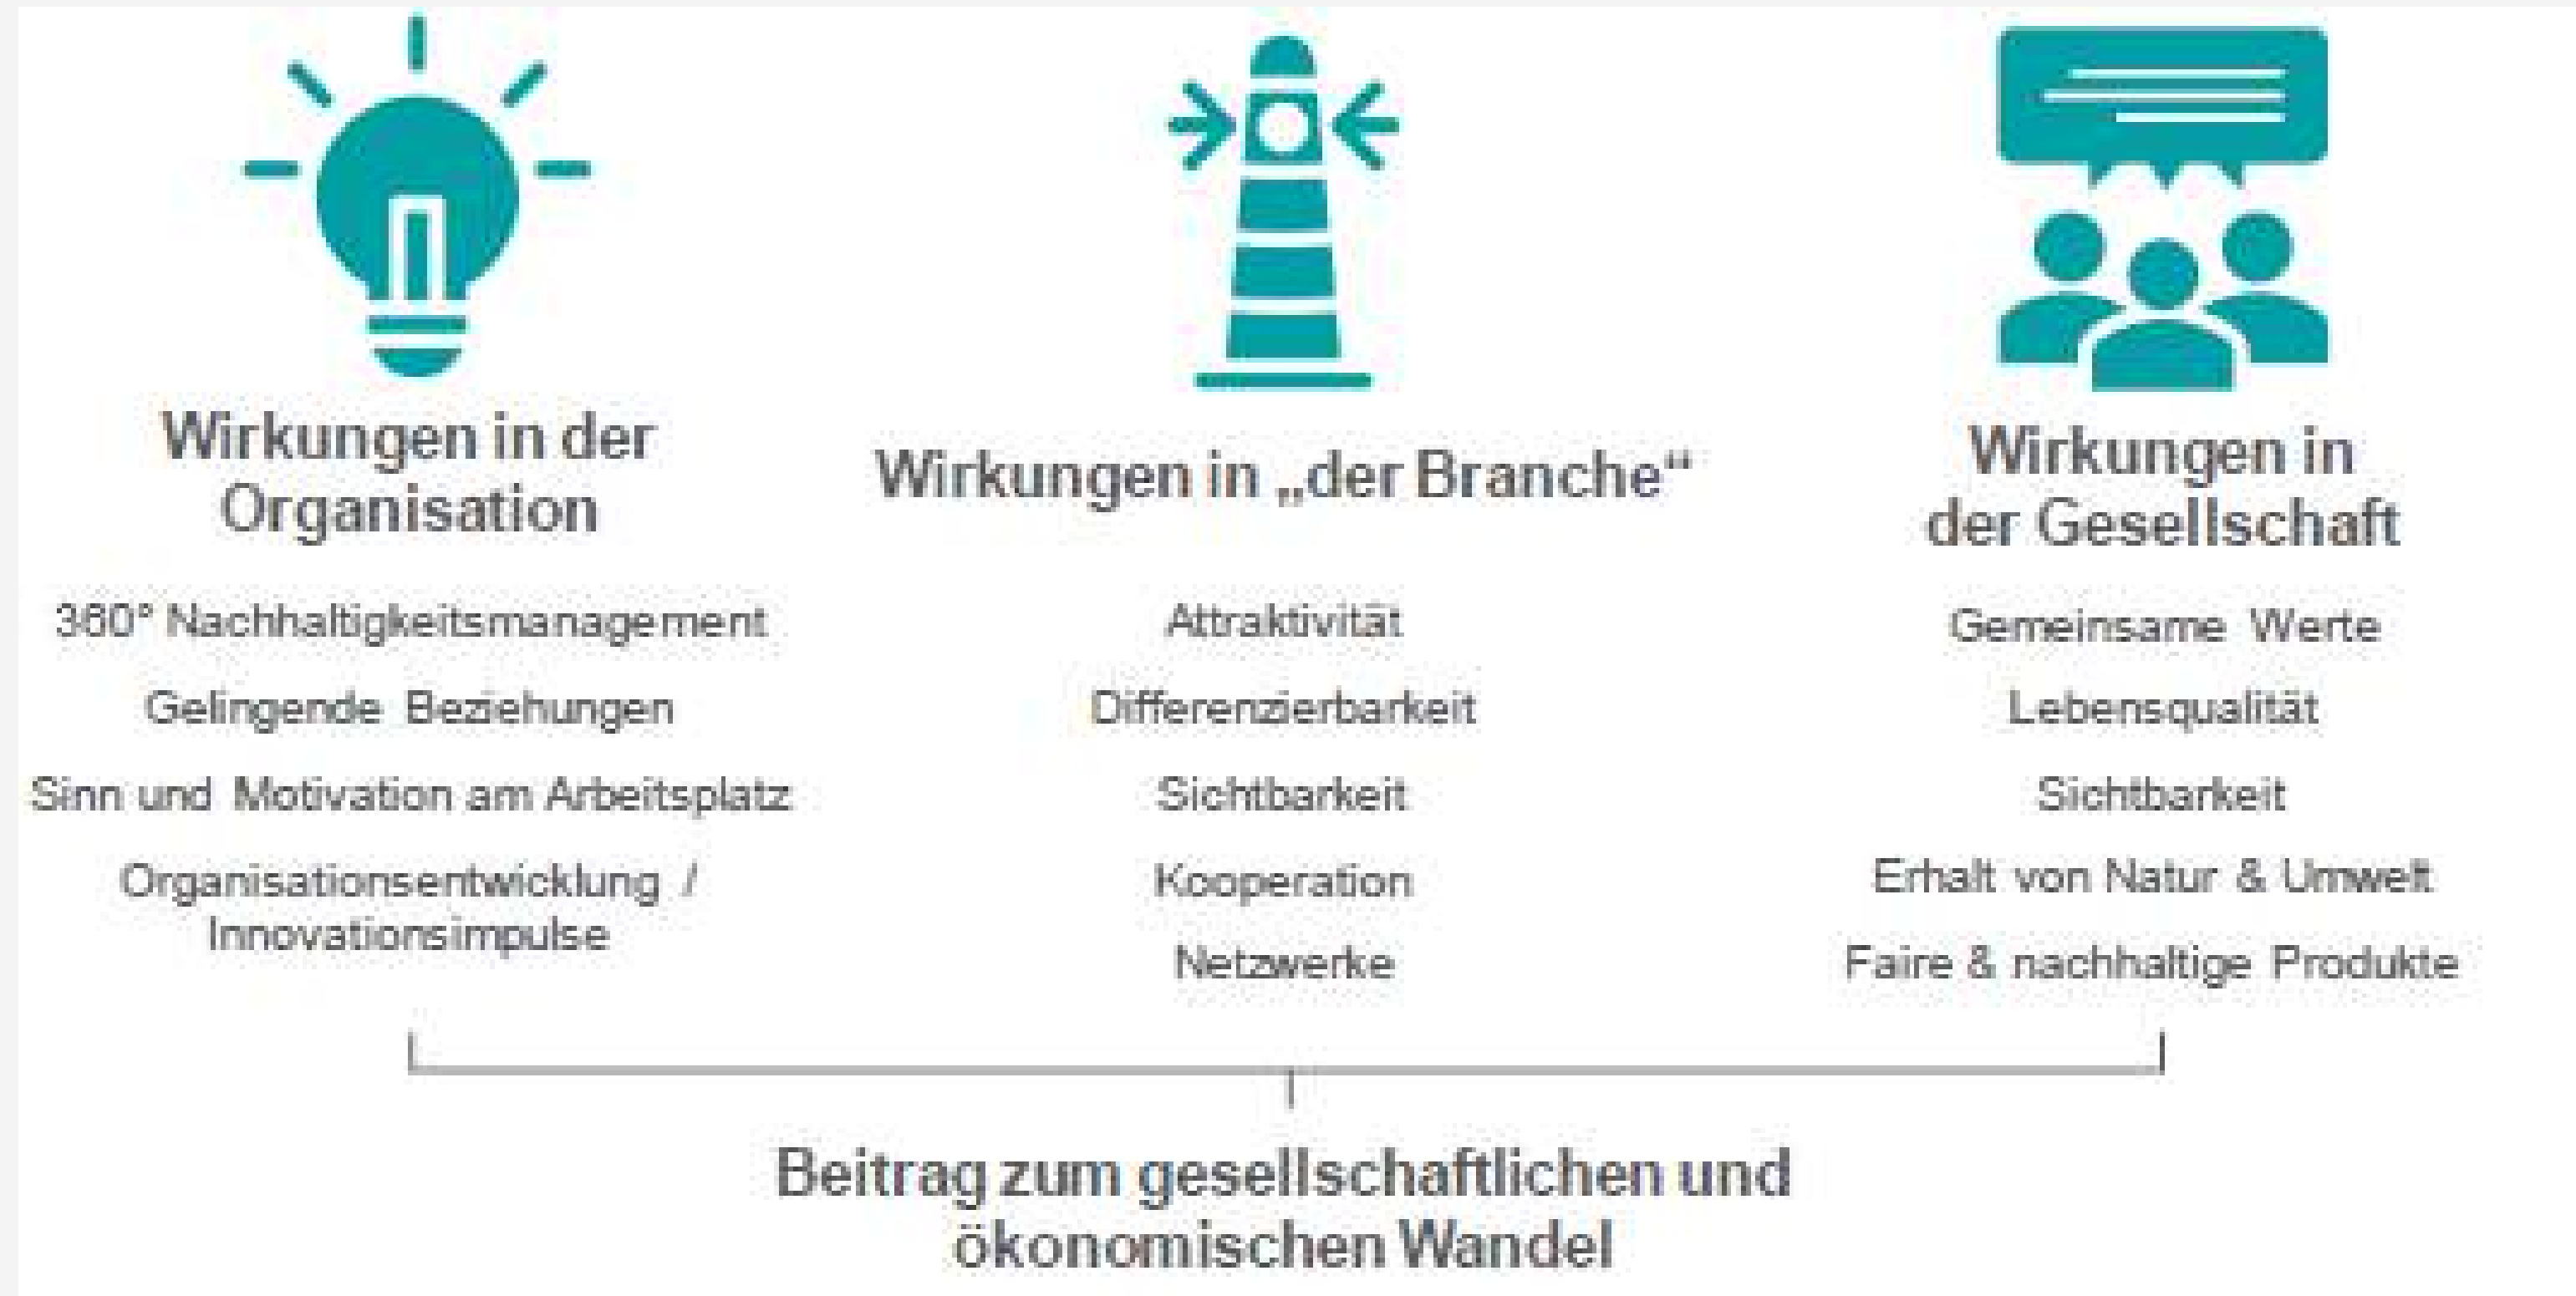 Wirkungen in der
Organisation
360° Nachhaltigkeitsmanagement
Gelingende Beziehungen
Sinn und Motivation am Arbeitsplatz
Organisationsentwicklung /
Innovationsimpulse
Wirkungen in „der Branche“
Attraktivität
Differenzierbarkeit
Sichtbarkeit
Kooperation
Netzwerke
Wirkungen in
der Gesellschaft
Gemeinsame Werte
Lebensqualität
Sichtbarkeit
Erhalt von Natur & Umwelt
Faire & nachhaltige Produkte
Beitrag zum gesellschaftlichen und
ökonomischen Wandel